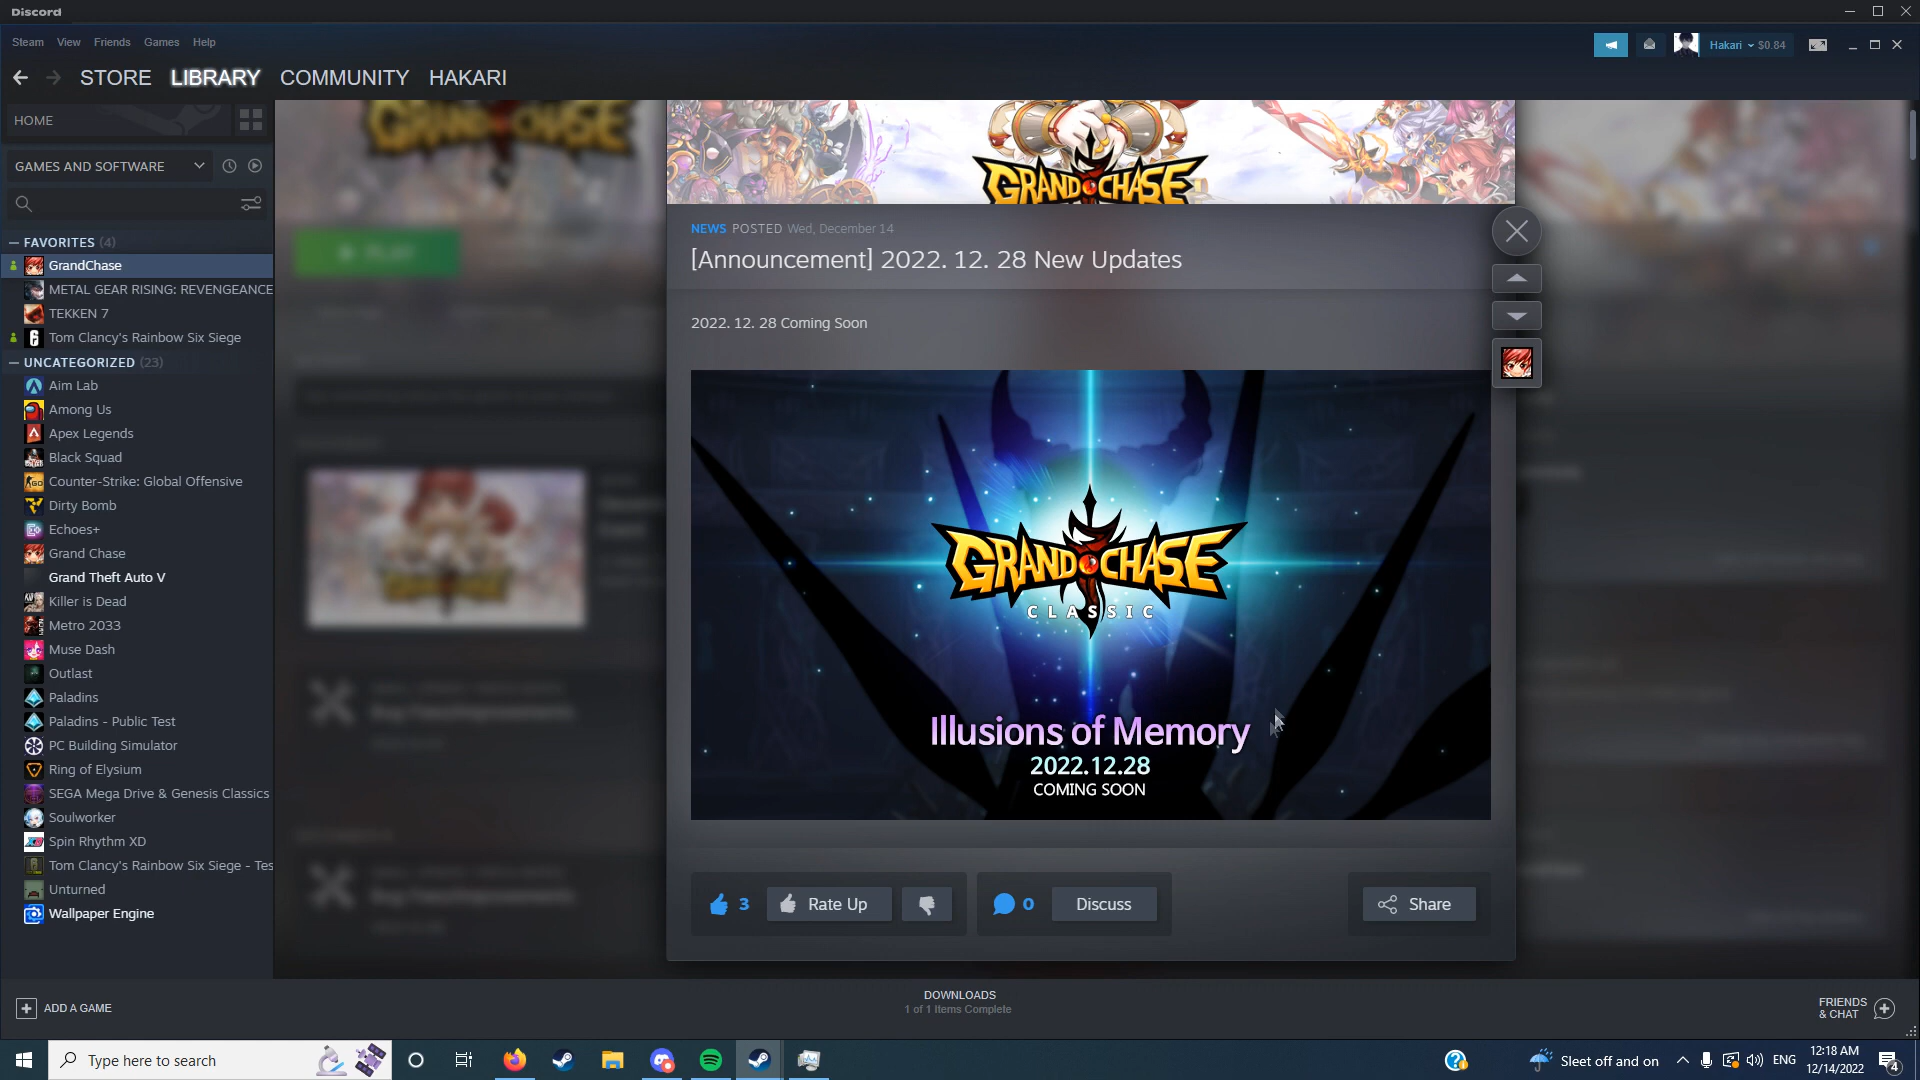 Discord
Steam View Friends Games Help
Hakari $0.84
STORE LIBRARY COMMUNITY HAKARI
HOME
GAMES AND SOFTWARE
FAVORITES (4)
GrandChase
METAL GEAR RISING: REVENGEANCE
TEKKEN 7
Tom Clancy's Rainbow Six Siege
UNCATEGORIZED (23)
Aim Lab
Among Us
Apex Legends
Black Squad
Counter-Strike: Global Offensive
Dirty Bomb
Echoes+
Grand Chase
Grand Theft Auto V
Killer is Dead
Metro 2033
Muse Dash
Outlast
Paladins
Paladins - Public Test
PC Building Simulator
Ring of Elysium
SEGA Mega Drive & Genesis Classics
Soulworker
Spin Rhythm XD
Tom Clancy's Rainbow Six Siege - Tes
Unturned
Wallpaper Engine
ADD A GAME
GRAND CHASE
PLAY
GRAND CHASE
NEWS POSTED Wed, December 14
[Announcement] 2022. 12. 28 New Updates
2022. 12. 28 Coming Soon
GRAND CHASE
CLASSIC
Illusions of Memory
2022.12.28
COMING SOON
3 Rate Up
0 Discuss
Share
DOWNLOADS
1 of 1 Items Complete
FRIENDS
& CHAT
Type here to search
Sleet off and on
ENG
12:18 AM
12/14/2022
4